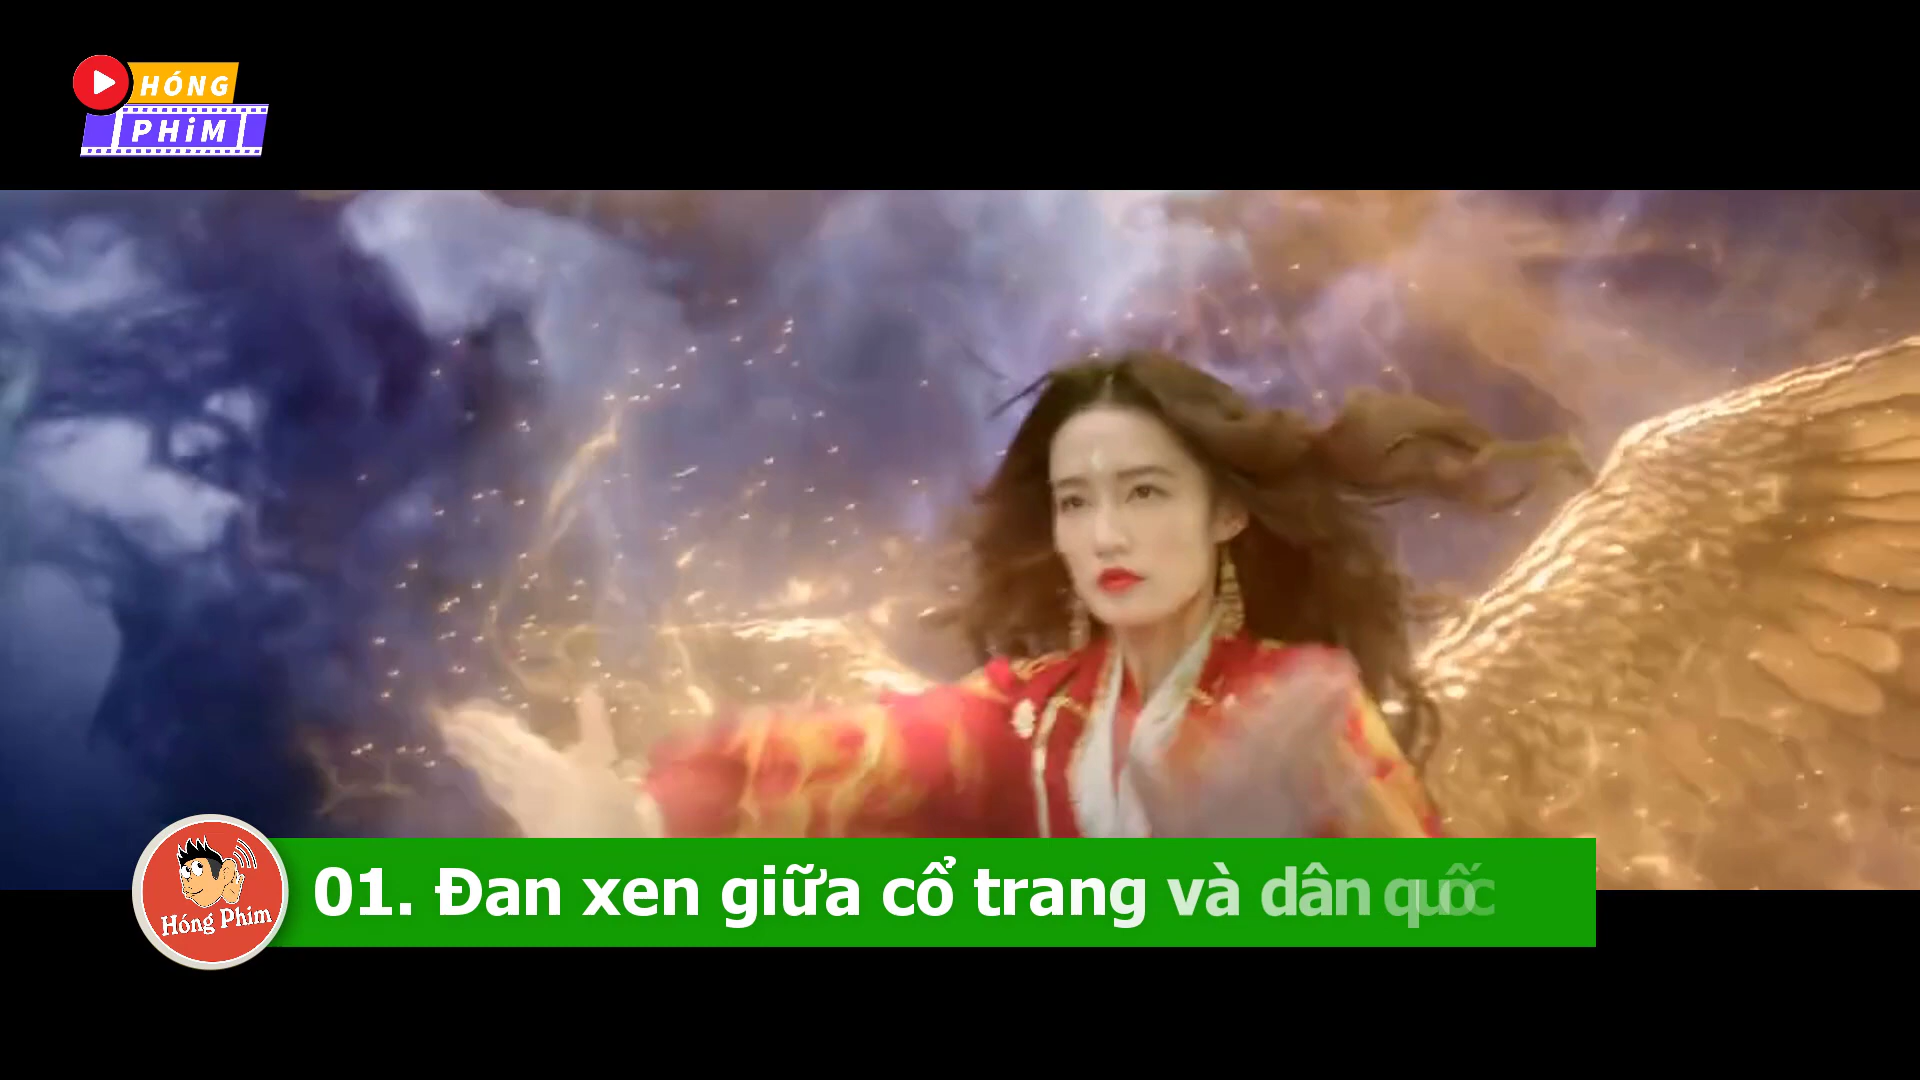 HÓNG
PHiM
01. Đan xen giữa cổ trang và dân quốc
Hóng Phim